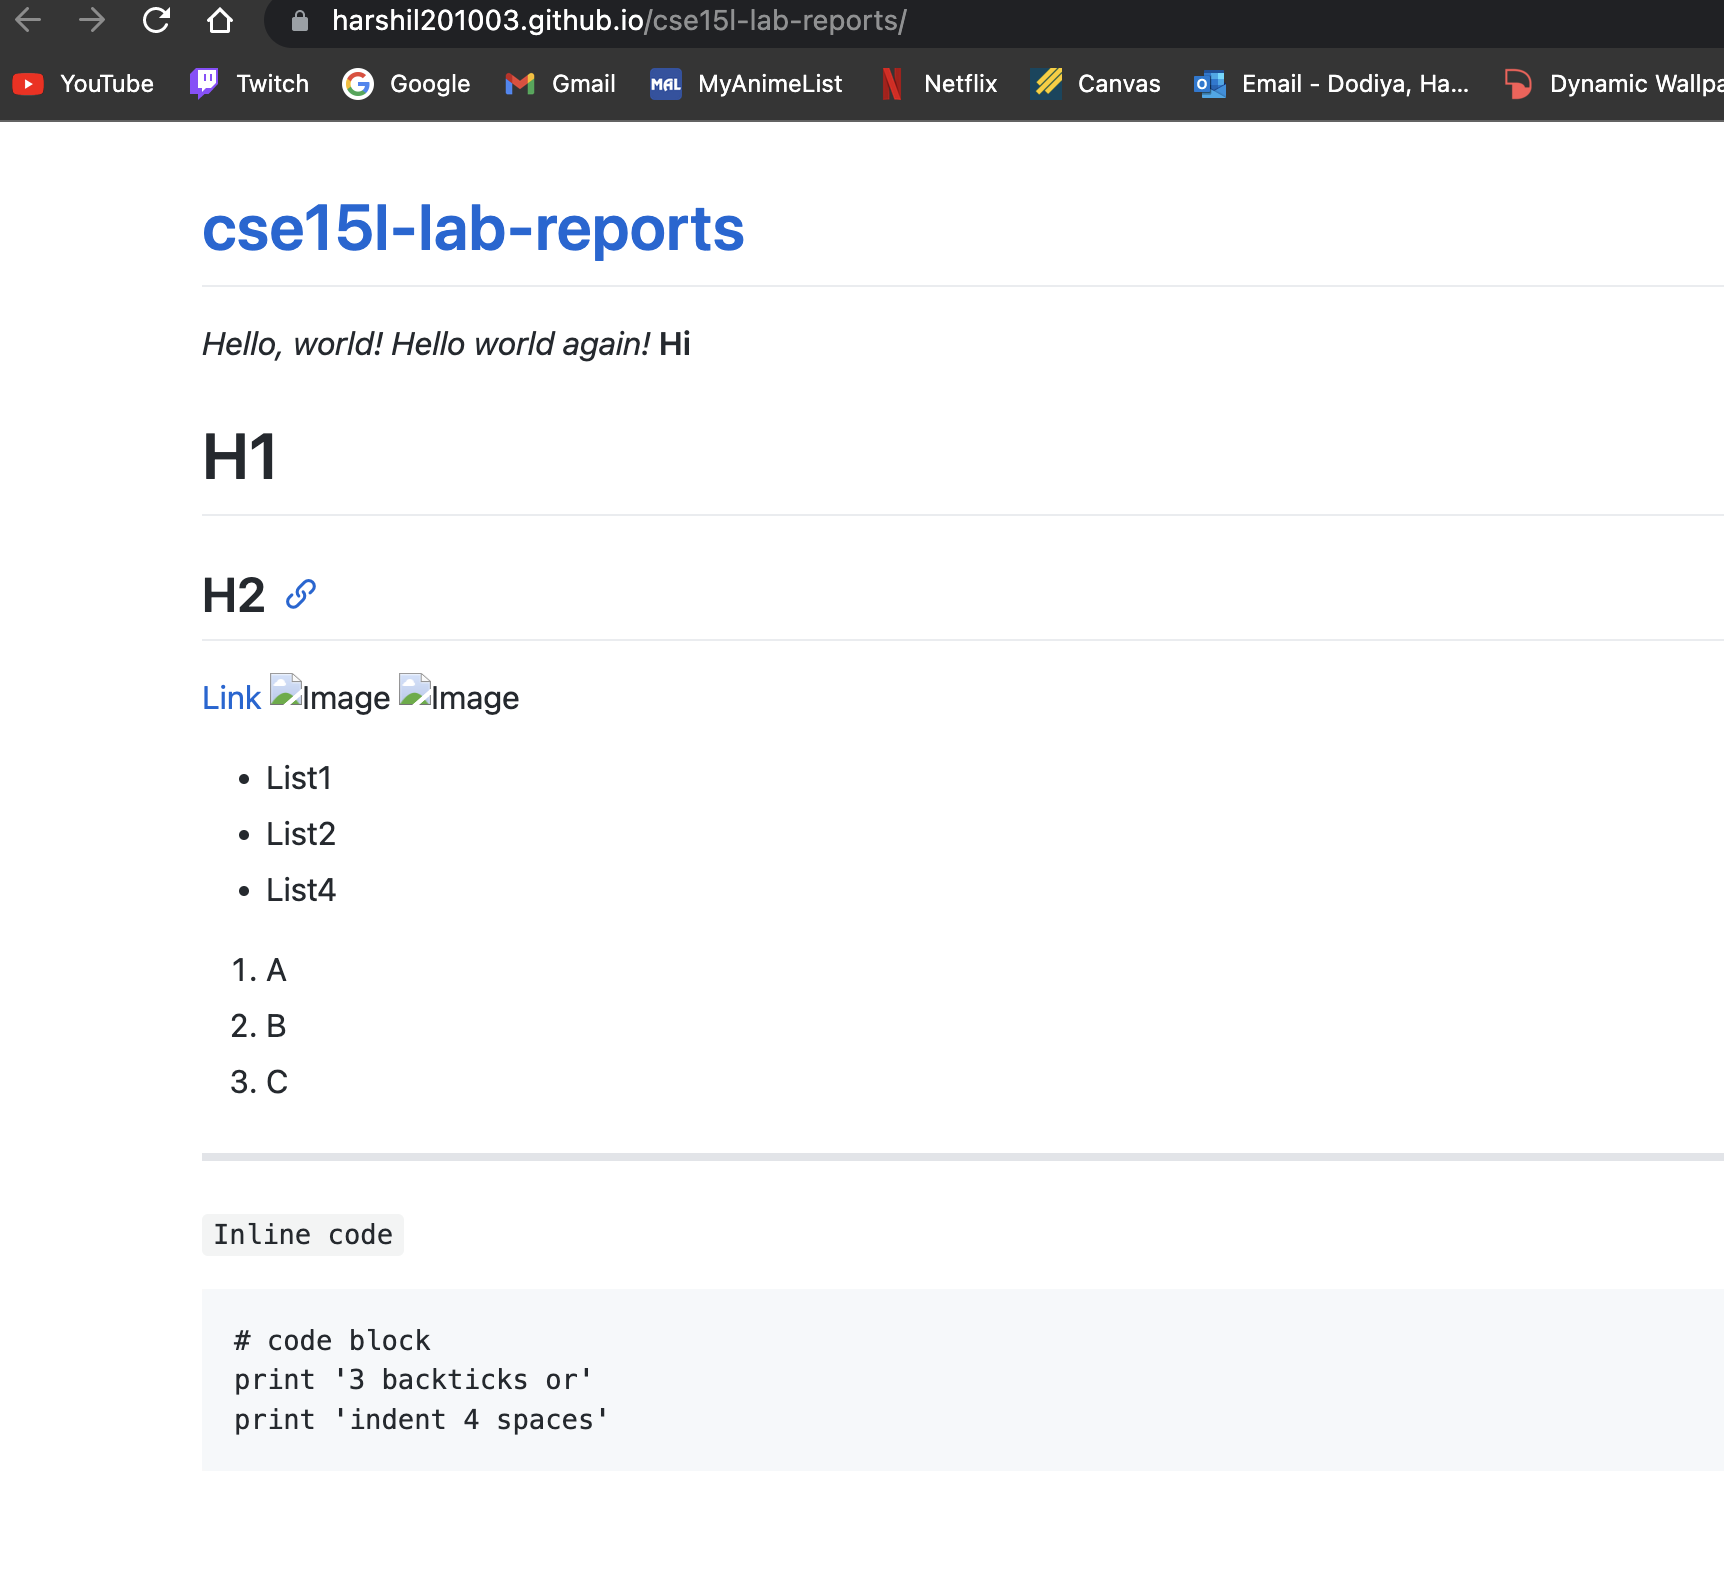 harshil201003.github.io/cse15l-lab-reports/
YouTube Twitch Google Gmail MAL MyAnimeList Netflix Canvas Email - Dodiya, Ha... Dynamic Wallpa
cse15l-lab-reports
Hello, world! Hello world again! Hi
H1
H2
Link Image Image
• List1
• List2
• List4
1. A
2. B
3. C
Inline code
# code block
print '3 backticks or'
print 'indent 4 spaces'